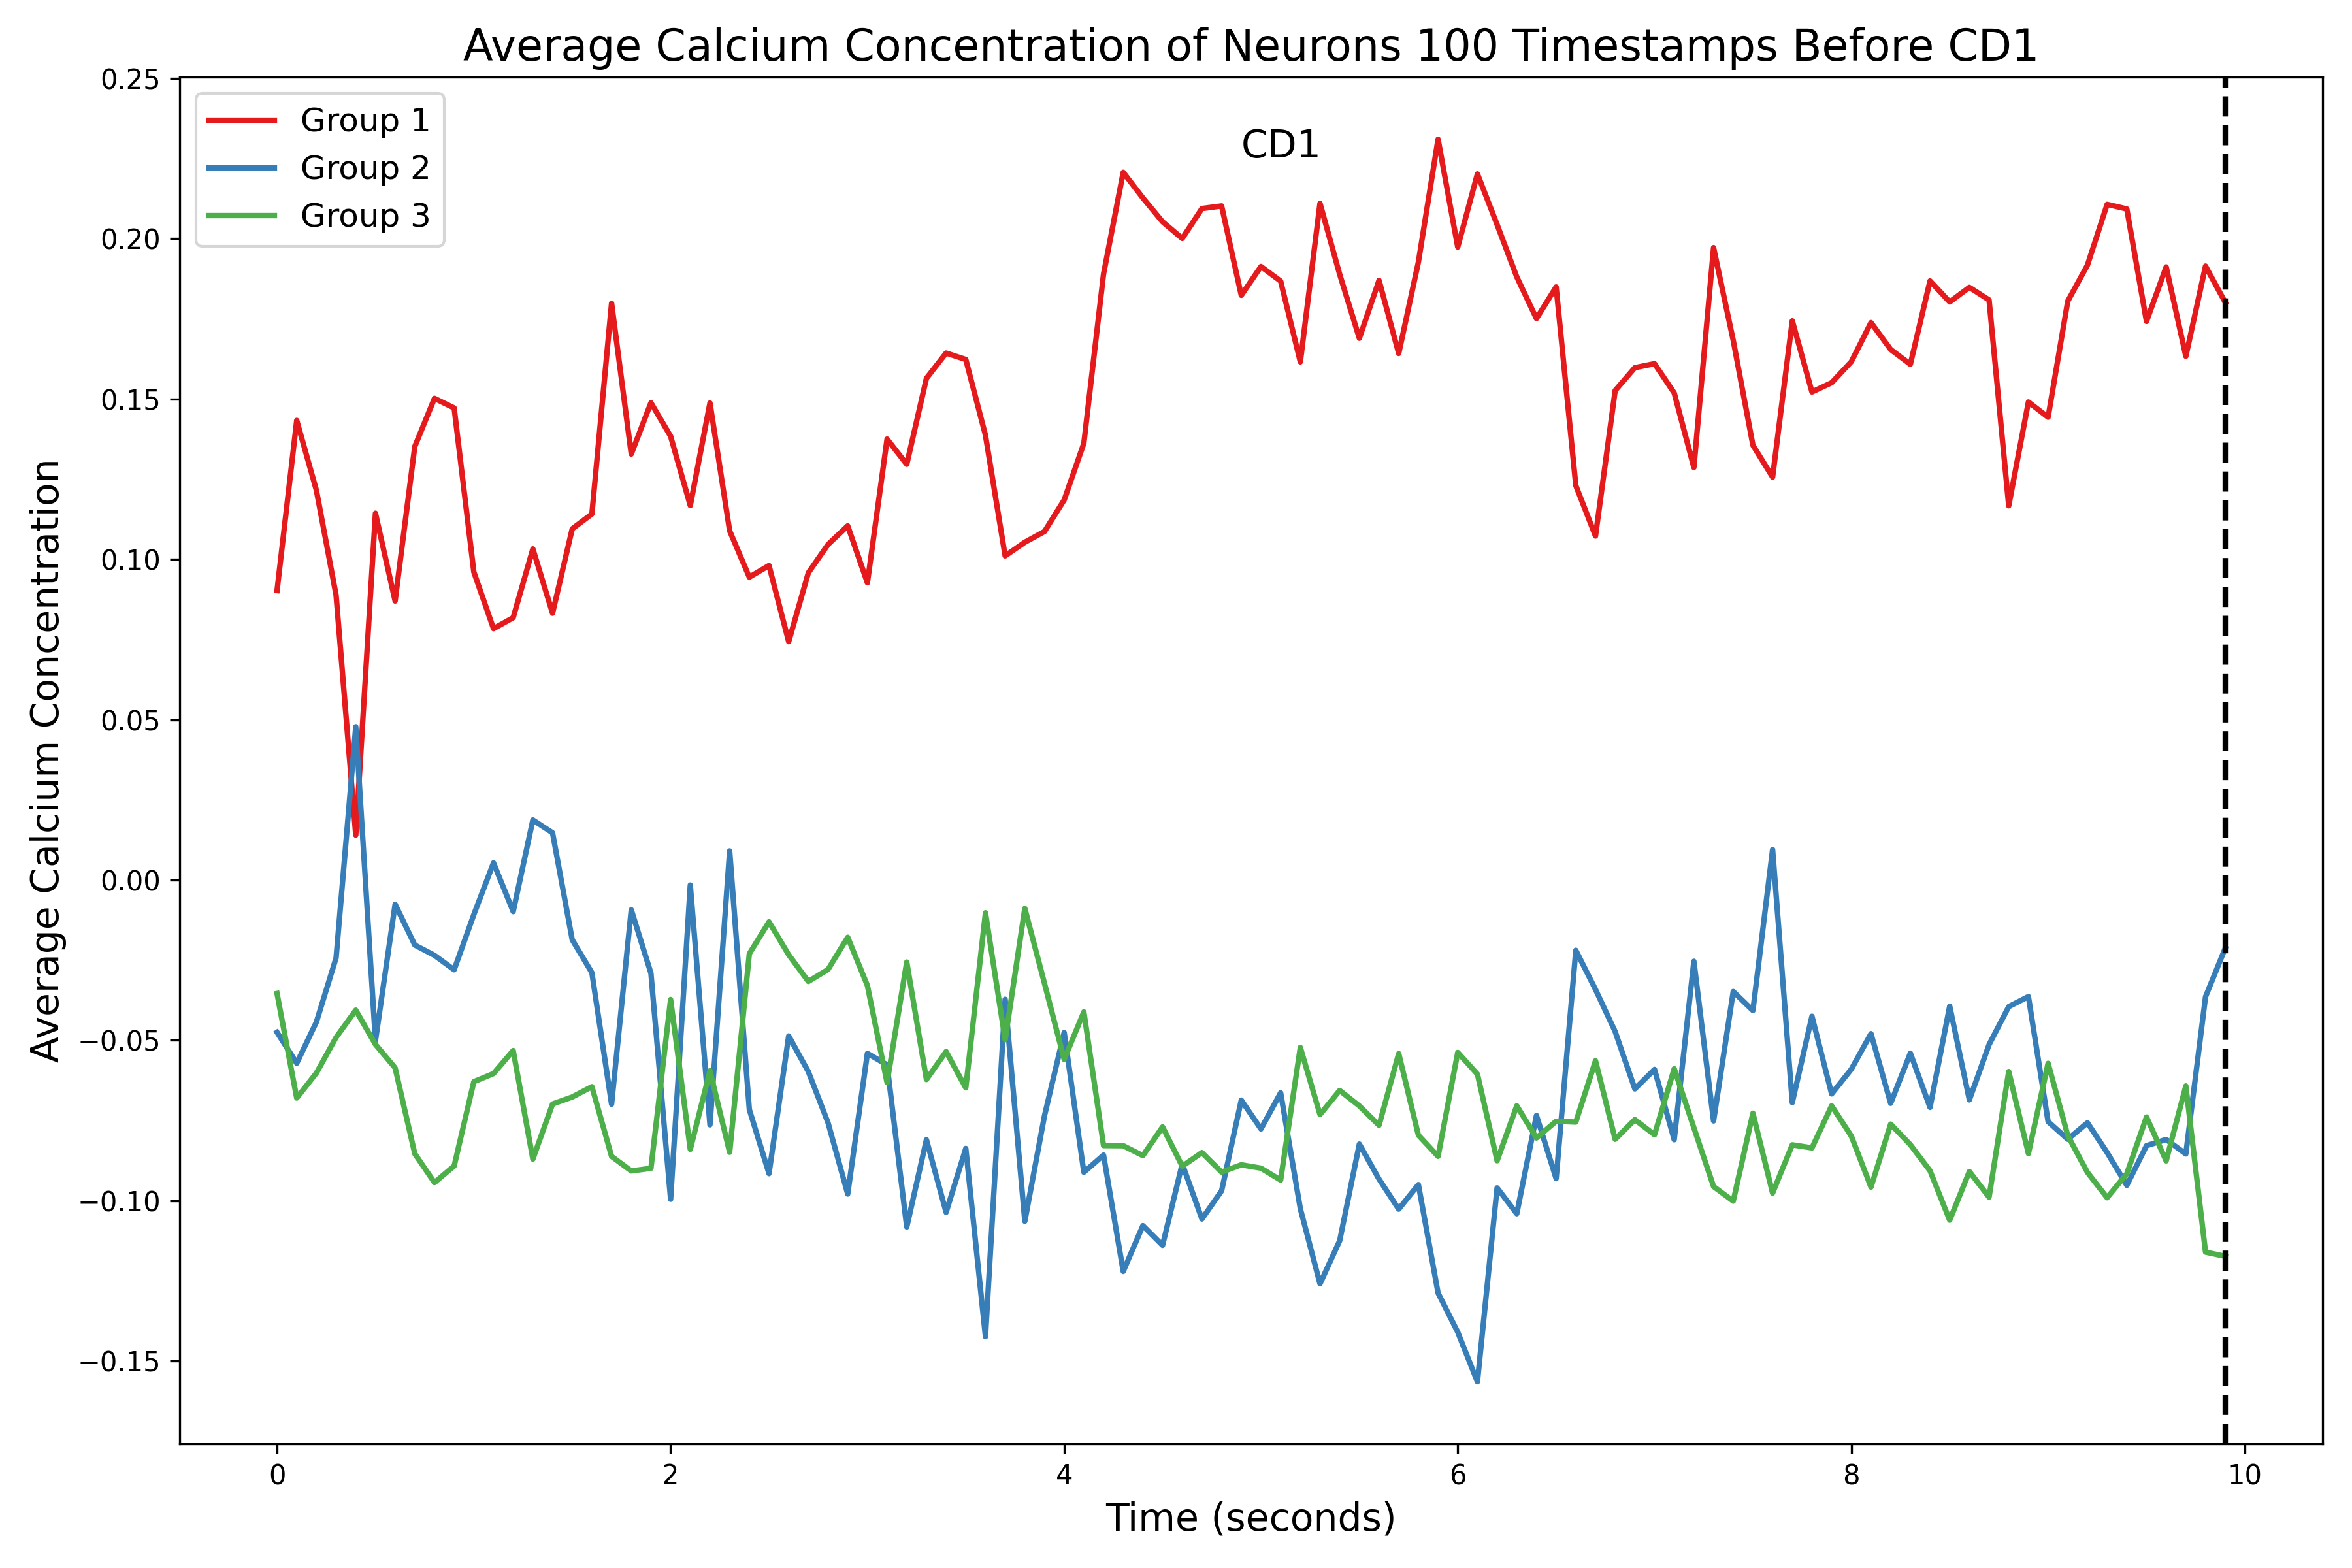 Average Calcium Concentration of Neurons 100 Timestamps Before CD1
0.25
Group 1
Group 2
Group 3
CD1
0.20
0.15
0.10
0.05
0.00
−0.05
−0.10
−0.15
Average Calcium Concentration
0 2 4 6 8 10
Time (seconds)